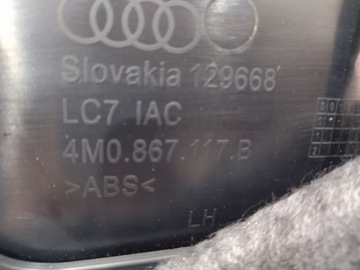 Slovakia 129668
LC7 IAC
4M0.867.117.B
>ABS<
LH